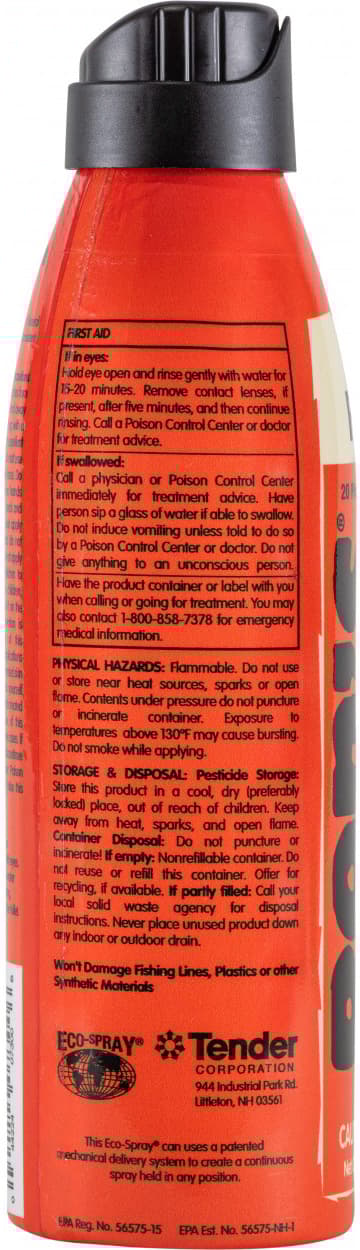 FIRST AID
If in eyes:
Hold eye open and rinse gently with water for
15-20 minutes. Remove contact lenses, if
present, after five minutes, and then continue
rinsing. Call a Poison Control Center or doctor
for treatment advice.
If swallowed:
Call a physician or Poison Control Center
immediately for treatment advice. Have
person sip a glass of water if able to swallow.
Do not induce vomiting unless told to do so
by a Poison Control Center or doctor. Do not
give anything to an unconscious person.
Have the product container or label with you
when calling or going for treatment. You may
also contact 1-800-858-7378 for emergency
medical information.
PHYSICAL HAZARDS: Flammable. Do not use
or store near heat sources, sparks or open
flame. Contents under pressure do not puncture
or incinerate container. Exposure to
temperatures above 130°F may cause bursting.
Do not smoke while applying.
STORAGE & DISPOSAL: Pesticide Storage:
Store this product in a cool, dry (preferably
locked) place, out of reach of children. Keep
away from heat, sparks, and open flame.
Container Disposal: Do not puncture or
incinerate! If empty: Nonrefillable container. Do
not reuse or refill this container. Offer for
recycling, if available. If partly filled: Call your
local solid waste agency for disposal
instructions. Never place unused product down
any indoor or outdoor drain.
Won't Damage Fishing Lines, Plastics or other
Synthetic Materials
ECO-SPRAY® Tender
CORPORATION
944 Industrial Park Rd.
Littleton, NH 03561
This Eco-Spray® can uses a patented
mechanical delivery system to create a continuous
spray held in any position.
EPA Reg. No. 56575-15 EPA Est. No. 56575-NH-1
20
®
CAU
Net